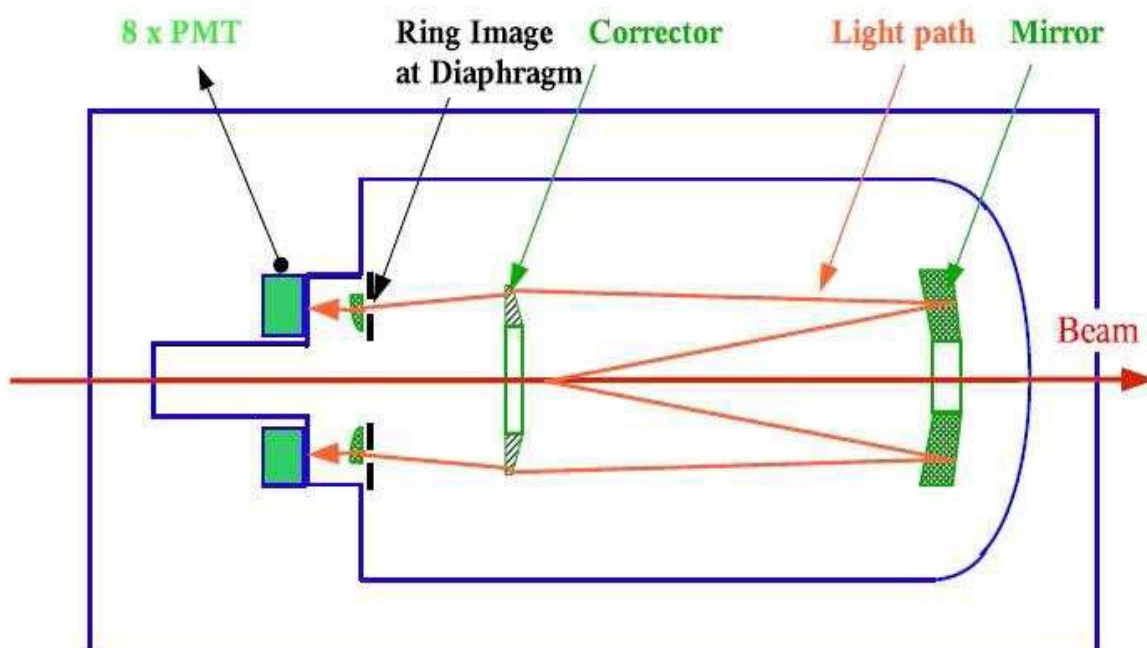 8 x PMT
Ring Image
at Diaphragm
Corrector
Light path
Mirror
Beam